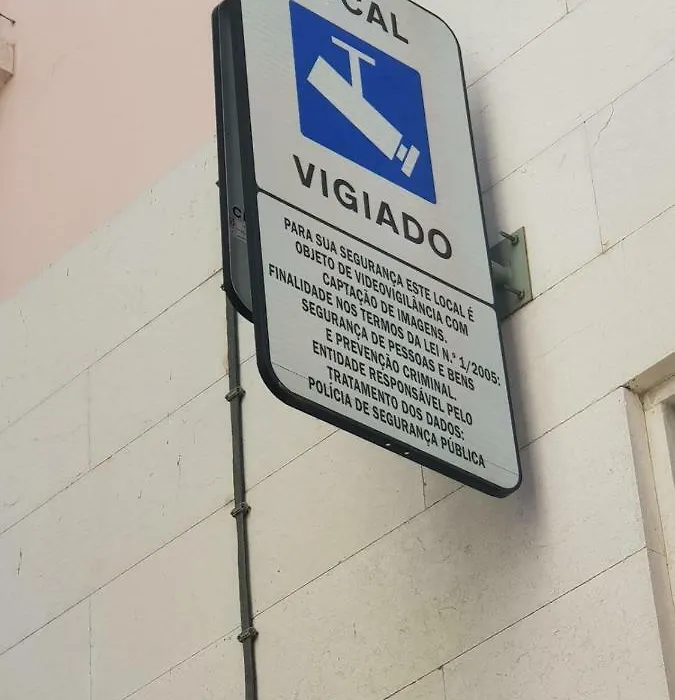 CAL
VIGIADO
PARA SUA SEGURANÇA ESTE LOCAL É
OBJETO DE VIDEOVIGILÂNCIA COM
CAPTAÇÃO DE IMAGENS.
FINALIDADE NOS TERMOS DA LEI N.º 1/2005:
SEGURANÇA DE PESSOAS E BENS
E PREVENÇÃO CRIMINAL.
ENTIDADE RESPONSÁVEL PELO
TRATAMENTO DOS DADOS:
POLÍCIA DE SEGURANÇA PÚBLICA